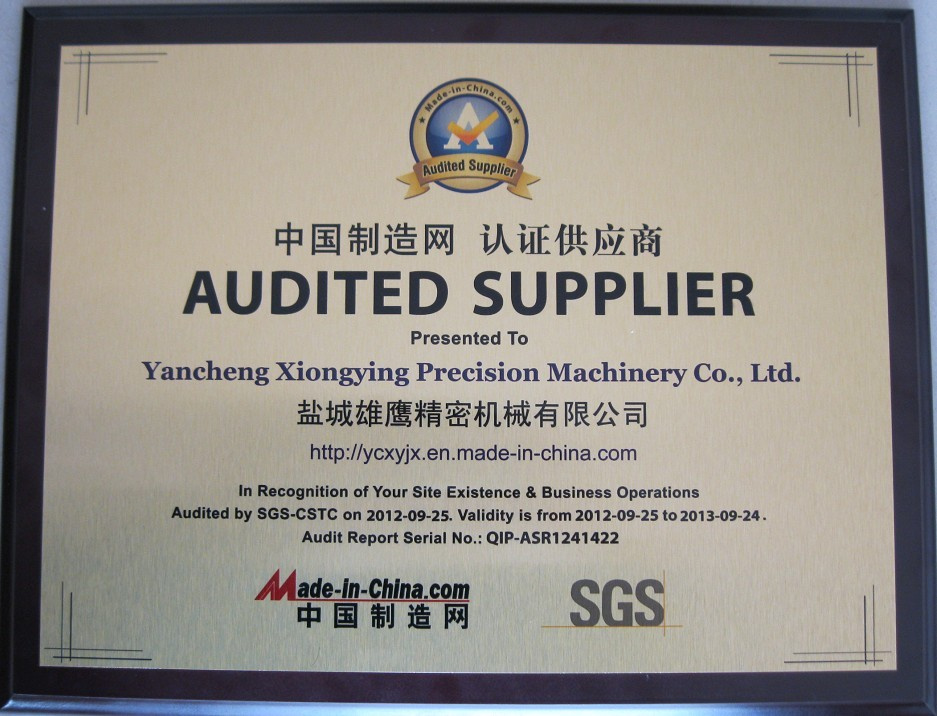 Made-in-China.com
A
Audited Supplier
中国制造网 认证供应商
AUDITED SUPPLIER
Presented To
Yancheng Xiongying Precision Machinery Co., Ltd.
盐城雄鹰精密机械有限公司
http://ycxyjx.en.made-in-china.com
In Recognition of Your Site Existence & Business Operations
Audited by SGS-CSTC on 2012-09-25. Validity is from 2012-09-25 to 2013-09-24.
Audit Report Serial No.: QIP-ASR1241422
Made-in-China.com
中国制造网
SGS